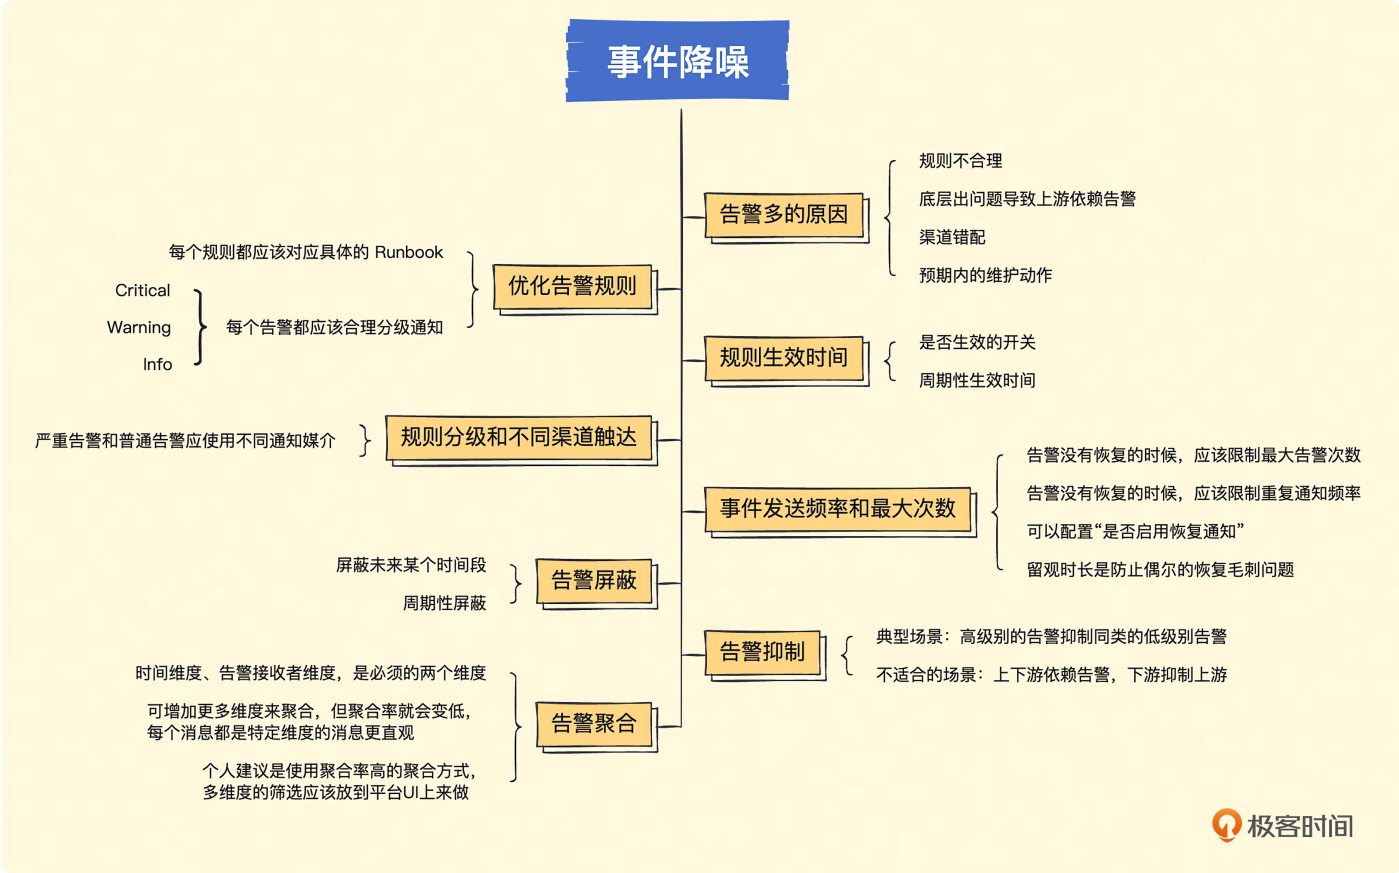 事件降噪
告警多的原因
规则不合理
底层出问题导致上游依赖告警
渠道错配
预期内的维护动作
优化告警规则
每个规则都应该对应具体的 Runbook
每个告警都应该合理分级通知
Critical
Warning
Info
规则生效时间
是否生效的开关
周期性生效时间
规则分级和不同渠道触达
严重告警和普通告警应使用不同通知媒介
事件发送频率和最大次数
告警没有恢复的时候，应该限制最大告警次数
告警没有恢复的时候，应该限制重复通知频率
可以配置“是否启用恢复通知”
留观时长是防止偶尔的恢复毛刺问题
告警屏蔽
屏蔽未来某个时间段
周期性屏蔽
告警抑制
典型场景：高级别的告警抑制同类的低级别告警
不适合的场景：上下游依赖告警，下游抑制上游
告警聚合
时间维度、告警接收者维度，是必须的两个维度
可增加更多维度来聚合，但聚合率就会变低，
每个消息都是特定维度的消息更直观
个人建议是使用聚合率高的聚合方式，
多维度的筛选应该放到平台UI上来做
极客时间